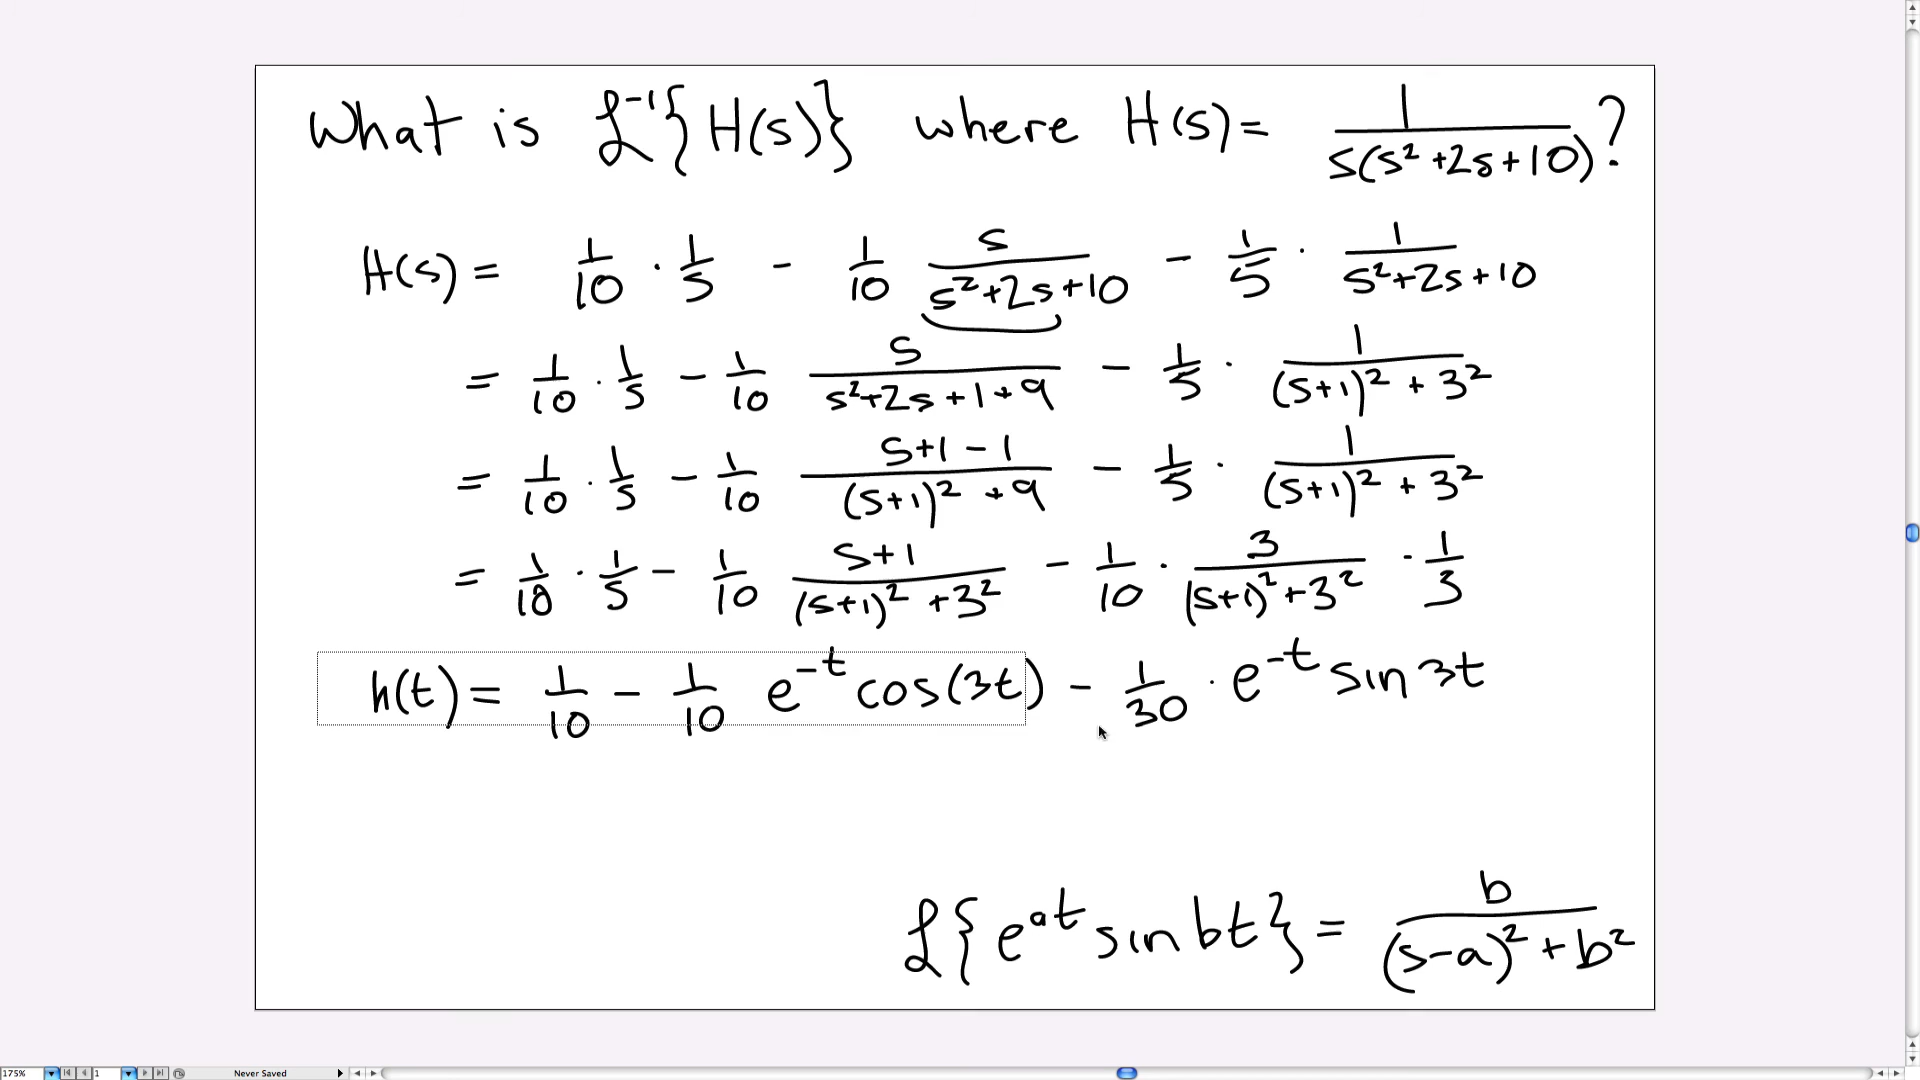 What is ℒ⁻¹{H(s)} where H(s) = 1/(s(s²+2s+10))?
H(s) = 1/10 · 1/s - 1/10 s/(s²+2s+10) - 1/5 · 1/(s²+2s+10)
= 1/10 · 1/s - 1/10 s/(s²+2s+1+9) - 1/5 · 1/((s+1)²+3²)
= 1/10 · 1/s - 1/10 (s+1-1)/((s+1)²+9) - 1/5 · 1/((s+1)²+3²)
= 1/10 · 1/s - 1/10 (s+1)/((s+1)²+3²) - 1/10 · 3/((s+1)²+3²) · 1/3
h(t) = 1/10 - 1/10 e⁻ᵗ cos(3t) - 1/30 · e⁻ᵗ sin 3t
ℒ{eᵃᵗ sin bt} = b/((s-a)²+b²)
175% 1 Never Saved